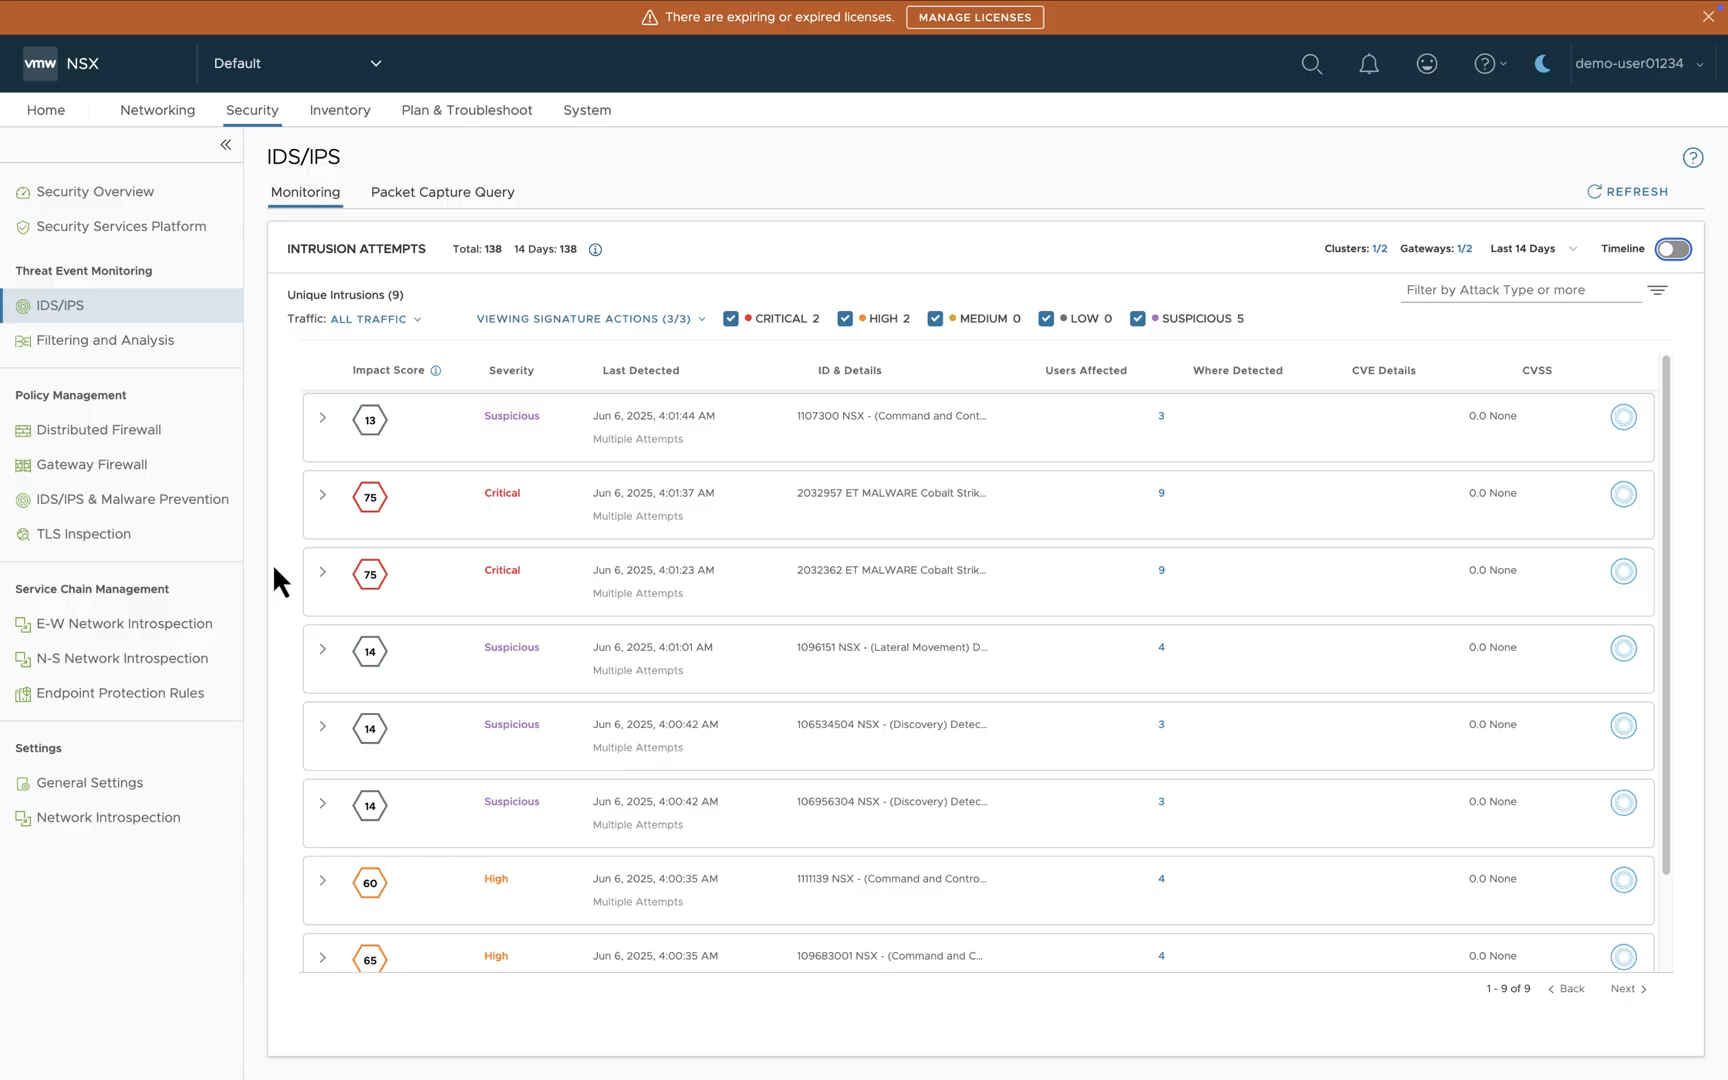 There are expiring or expired licenses. MANAGE LICENSES
vmw NSX Default demo-user01234
Home Networking Security Inventory Plan & Troubleshoot System
Security Overview
Security Services Platform
Threat Event Monitoring
IDS/IPS
Filtering and Analysis
Policy Management
Distributed Firewall
Gateway Firewall
IDS/IPS & Malware Prevention
TLS Inspection
Service Chain Management
E-W Network Introspection
N-S Network Introspection
Endpoint Protection Rules
Settings
General Settings
Network Introspection
IDS/IPS
Monitoring Packet Capture Query REFRESH
INTRUSION ATTEMPTS Total: 138 14 Days: 138 Clusters: 1/2 Gateways: 1/2 Last 14 Days Timeline
Unique Intrusions (9) Filter by Attack Type or more
Traffic: ALL TRAFFIC VIEWING SIGNATURE ACTIONS (3/3) CRITICAL 2 HIGH 2 MEDIUM 0 LOW 0 SUSPICIOUS 5
Impact Score Severity Last Detected ID & Details Users Affected Where Detected CVE Details CVSS
13 Suspicious Jun 6, 2025, 4:01:44 AM 1107300 NSX - (Command and Cont... 3 0.0 None
Multiple Attempts
75 Critical Jun 6, 2025, 4:01:37 AM 2032957 ET MALWARE Cobalt Strik... 9 0.0 None
Multiple Attempts
75 Critical Jun 6, 2025, 4:01:23 AM 2032362 ET MALWARE Cobalt Strik... 9 0.0 None
Multiple Attempts
14 Suspicious Jun 6, 2025, 4:01:01 AM 1096151 NSX - (Lateral Movement) D... 4 0.0 None
Multiple Attempts
14 Suspicious Jun 6, 2025, 4:00:42 AM 106534504 NSX - (Discovery) Detec... 3 0.0 None
Multiple Attempts
14 Suspicious Jun 6, 2025, 4:00:42 AM 106956304 NSX - (Discovery) Detec... 3 0.0 None
Multiple Attempts
60 High Jun 6, 2025, 4:00:35 AM 1111139 NSX - (Command and Contro... 4 0.0 None
Multiple Attempts
65 High Jun 6, 2025, 4:00:35 AM 109683001 NSX - (Command and C... 4 0.0 None
1 - 9 of 9 Back Next